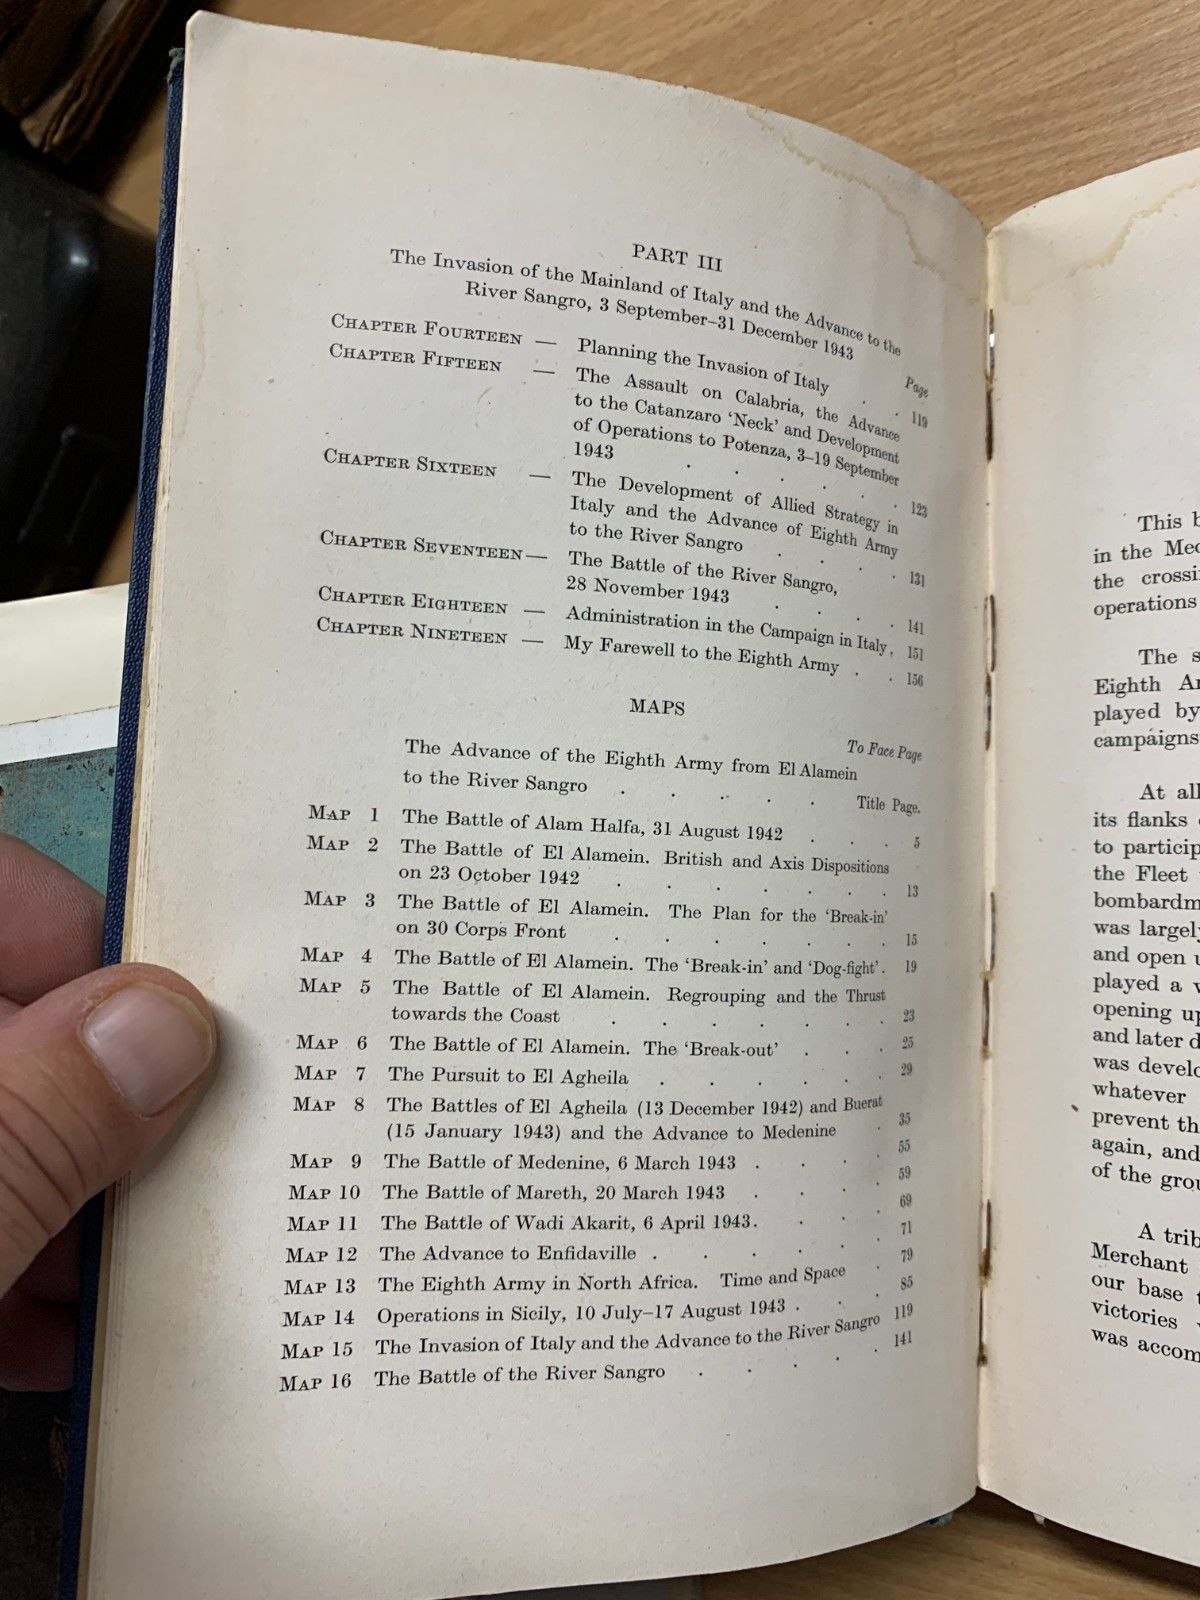 PART III
The Invasion of the Mainland of Italy and the Advance to the
River Sangro, 3 September–31 December 1943
Page
CHAPTER FOURTEEN — Planning the Invasion of Italy . . 119
CHAPTER FIFTEEN — The Assault on Calabria, the Advance
to the Catanzaro 'Neck' and Development
of Operations to Potenza, 3–19 September
1943 . . . . . 123
CHAPTER SIXTEEN — The Development of Allied Strategy in
Italy and the Advance of Eighth Army
to the River Sangro . . . . 131
CHAPTER SEVENTEEN — The Battle of the River Sangro,
28 November 1943 . . . . 141
CHAPTER EIGHTEEN — Administration in the Campaign in Italy . 151
CHAPTER NINETEEN — My Farewell to the Eighth Army . . 156
MAPS
To Face Page
The Advance of the Eighth Army from El Alamein
to the River Sangro . . . . . Title Page.
MAP 1 The Battle of Alam Halfa, 31 August 1942 . . . 5
MAP 2 The Battle of El Alamein. British and Axis Dispositions
on 23 October 1942 . . . . . . 13
MAP 3 The Battle of El Alamein. The Plan for the 'Break-in'
on 30 Corps Front . . . . . . 15
MAP 4 The Battle of El Alamein. The 'Break-in' and 'Dog-fight' . 19
MAP 5 The Battle of El Alamein. Regrouping and the Thrust
towards the Coast . . . . . . 23
MAP 6 The Battle of El Alamein. The 'Break-out' . . . 25
MAP 7 The Pursuit to El Agheila . . . . . 29
MAP 8 The Battles of El Agheila (13 December 1942) and Buerat
(15 January 1943) and the Advance to Medenine . 35
MAP 9 The Battle of Medenine, 6 March 1943 . . . 55
MAP 10 The Battle of Mareth, 20 March 1943 . . . 59
MAP 11 The Battle of Wadi Akarit, 6 April 1943. . . . 69
MAP 12 The Advance to Enfidaville . . . . . 71
MAP 13 The Eighth Army in North Africa. Time and Space . 79
MAP 14 Operations in Sicily, 10 July–17 August 1943 . . . 85
MAP 15 The Invasion of Italy and the Advance to the River Sangro 119
MAP 16 The Battle of the River Sangro . . . . . 141
This b
in the Med
the crossi
operations
The s
Eighth Ar
played by
campaigns
At all
its flanks
to particip
the Fleet
bombardm
was largely
and open u
played a v
opening up
and later d
was develo
whatever
prevent th
again, and
of the grou
A trib
Merchant
our base t
victories
was accom